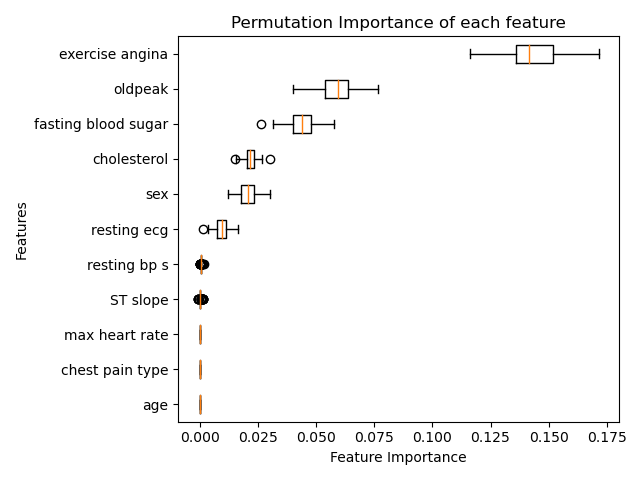 Permutation Importance of each feature
exercise angina
oldpeak
fasting blood sugar
cholesterol
sex
resting ecg
resting bp s
ST slope
max heart rate
chest pain type
age
Features
0.000 0.025 0.050 0.075 0.100 0.125 0.150 0.175
Feature Importance